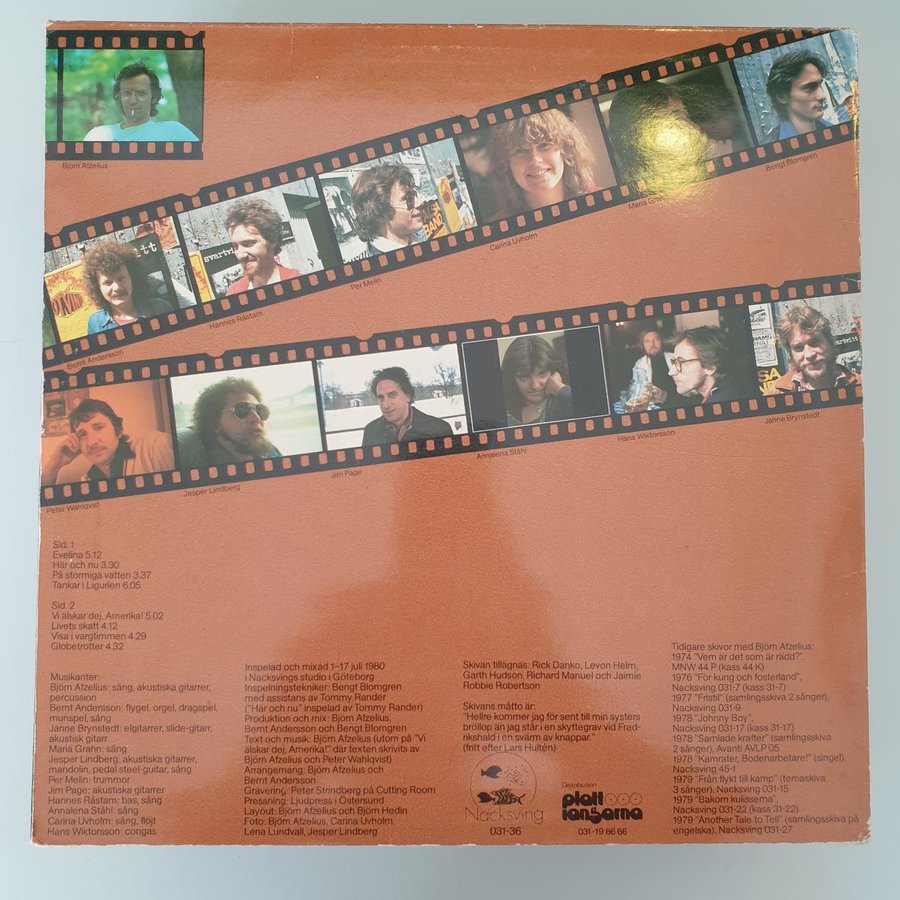 Björn Afzelius
Bernt Andersson
Hannes Råstam
Per Melin
Carina Uvholm
Maria
Bengt Blomgren
svartvitt
Peter Wahlqvist
Jesper Lindberg
Jim Page
Annalena Ståhl
Hans Wiktorsson
Janne Brynstedt
Sid. 1
Evelina 5.12
Här och nu 3.30
På stormiga vatten 3.37
Tankar i Ligurien 6.05
Sid. 2
Vi älskar dej, Amerika! 5.02
Livets skatt 4.12
Visa i vargtimmen 4.29
Globetrotter 4.32
Musikanter:
Björn Afzelius: sång, akustiska gitarrer,
percussion
Bernt Andersson: flygel, orgel, dragspel,
munspel, sång
Janne Brynstedt: elgitarrer, slide-gitarr,
akustisk gitarr
Maria Grahn: sång
Jesper Lindberg: akustiska gitarrer,
mandolin, pedal steel-guitar, sång
Per Melin: trummor
Jim Page: akustiska gitarrer
Hannes Råstam: bas, sång
Annalena Ståhl: sång
Carina Uvholm: sång, flöjt
Hans Wiktorsson: congas
Inspelad och mixad 1–17 juli 1980
i Nacksvings studio i Göteborg
Inspelningstekniker: Bengt Blomgren
med assistans av Tommy Rander
("Här och nu" inspelad av Tommy Rander)
Produktion och mix: Björn Afzelius,
Bernt Andersson och Bengt Blomgren
Text och musik: Björn Afzelius (utom på "Vi
älskar dej, Amerika!" där texten skrivits av
Björn Afzelius och Peter Wahlqvist)
Arrangemang: Björn Afzelius och
Bernt Andersson
Gravering: Peter Strindberg på Cutting Room
Pressning: Ljudpress i Östersund
Layout: Björn Afzelius och Björn Hedin
Foto: Björn Afzelius, Carina Uvholm,
Lena Lundvall, Jesper Lindberg
Skivan tillägnas: Rick Danko, Levon Helm,
Garth Hudson, Richard Manuel och Jaimie
Robbie Robertson
Skivans måtto är:
"Hellre kommer jag för sent till min systers
bröllop än jag står i en skyttegrav vid Fred-
rikshald i en svärm av knappar."
(fritt efter Lars Hultén)
Nacksving
031-36
Distribution
plattlangarna
031-19 66 66
Tidigare skivor med Björn Afzelius:
1974 "Vem är det som är rädd?",
MNW 44 P (kass 44 K)
1976 "För kung och fosterland",
Nacksving 031-7 (kass 31-7)
1977 "Fristil" (samlingsskiva 2 sånger),
Nacksving 031-9
1978 "Johnny Boy",
Nacksving 031-17 (kass 31-17)
1978 "Samlade krafter" (samlingsskiva
2 sånger), Avanti AVLP 05
1978 "Kamrater, Bodenarbetare!" (singel),
Nacksving 45-1
1979 "Från flykt till kamp" (temaskiva
3 sånger), Nacksving 031-15
1979 "Bakom kulisserna",
Nacksving 031-22 (kass 31-22)
1979 "Another Tale to Tell" (samlingsskiva på
engelska), Nacksving 031-27